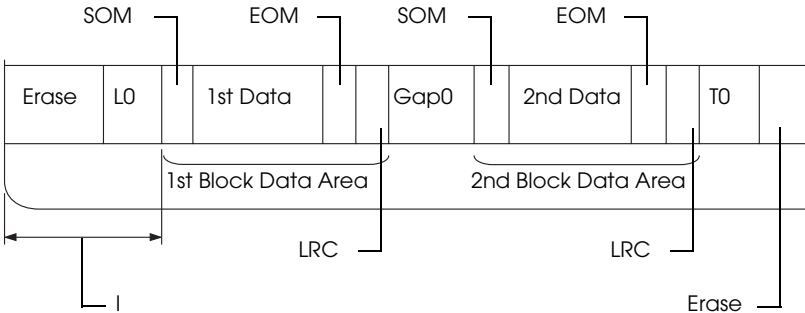 SOM EOM SOM EOM
Erase L0 1st Data Gap0 2nd Data T0
1st Block Data Area 2nd Block Data Area
LRC LRC
I Erase